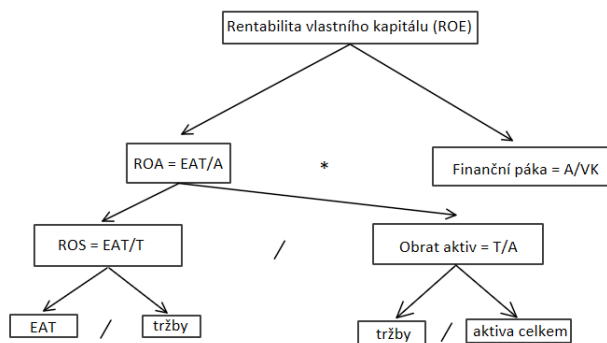 Rentabilita vlastního kapitálu (ROE)
ROA = EAT/A
*
Finanční páka = A/VK
ROS = EAT/T
/
Obrat aktiv = T/A
EAT
/
tržby
tržby
/
aktiva celkem